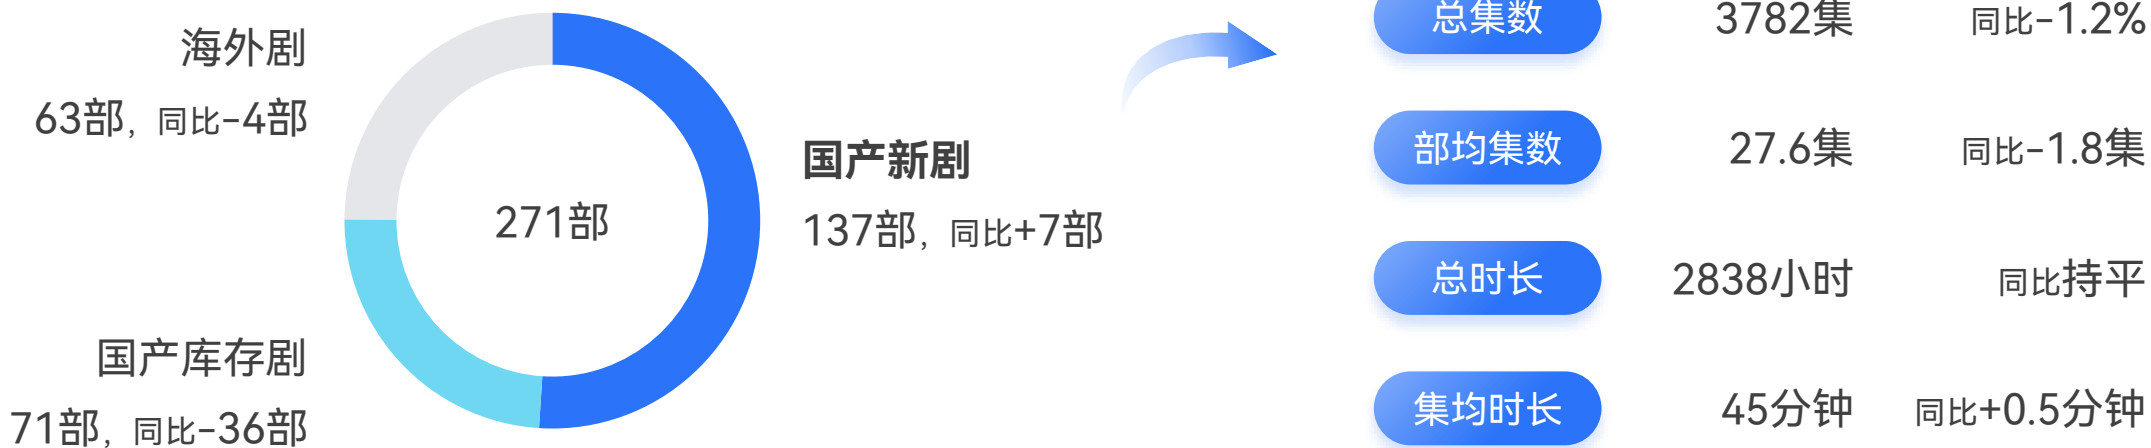 海外剧
63部，同比-4部
国产库存剧
71部，同比-36部
271部
国产新剧
137部，同比+7部
总集数 3782集 同比-1.2%
部均集数 27.6集 同比-1.8集
总时长 2838小时 同比持平
集均时长 45分钟 同比+0.5分钟